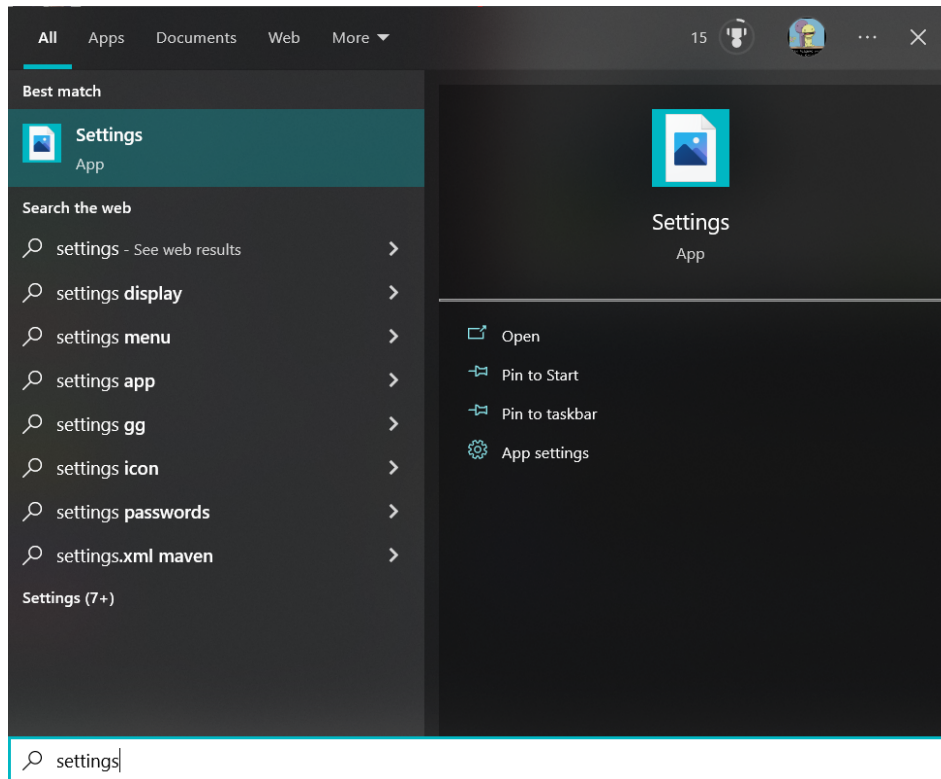 All Apps Documents Web More 15
Best match
Settings
App
Search the web
settings - See web results
settings display
settings menu
settings app
settings gg
settings icon
settings passwords
settings.xml maven
Settings (7+)
Settings
App
Open
Pin to Start
Pin to taskbar
App settings
settings